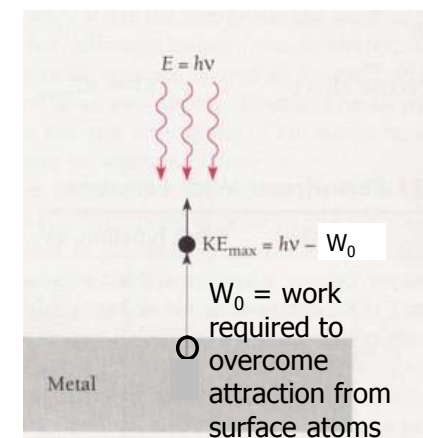 E = hν
KEmax = hν – W₀
W₀ = work
required to
overcome
attraction from
surface atoms
Metal